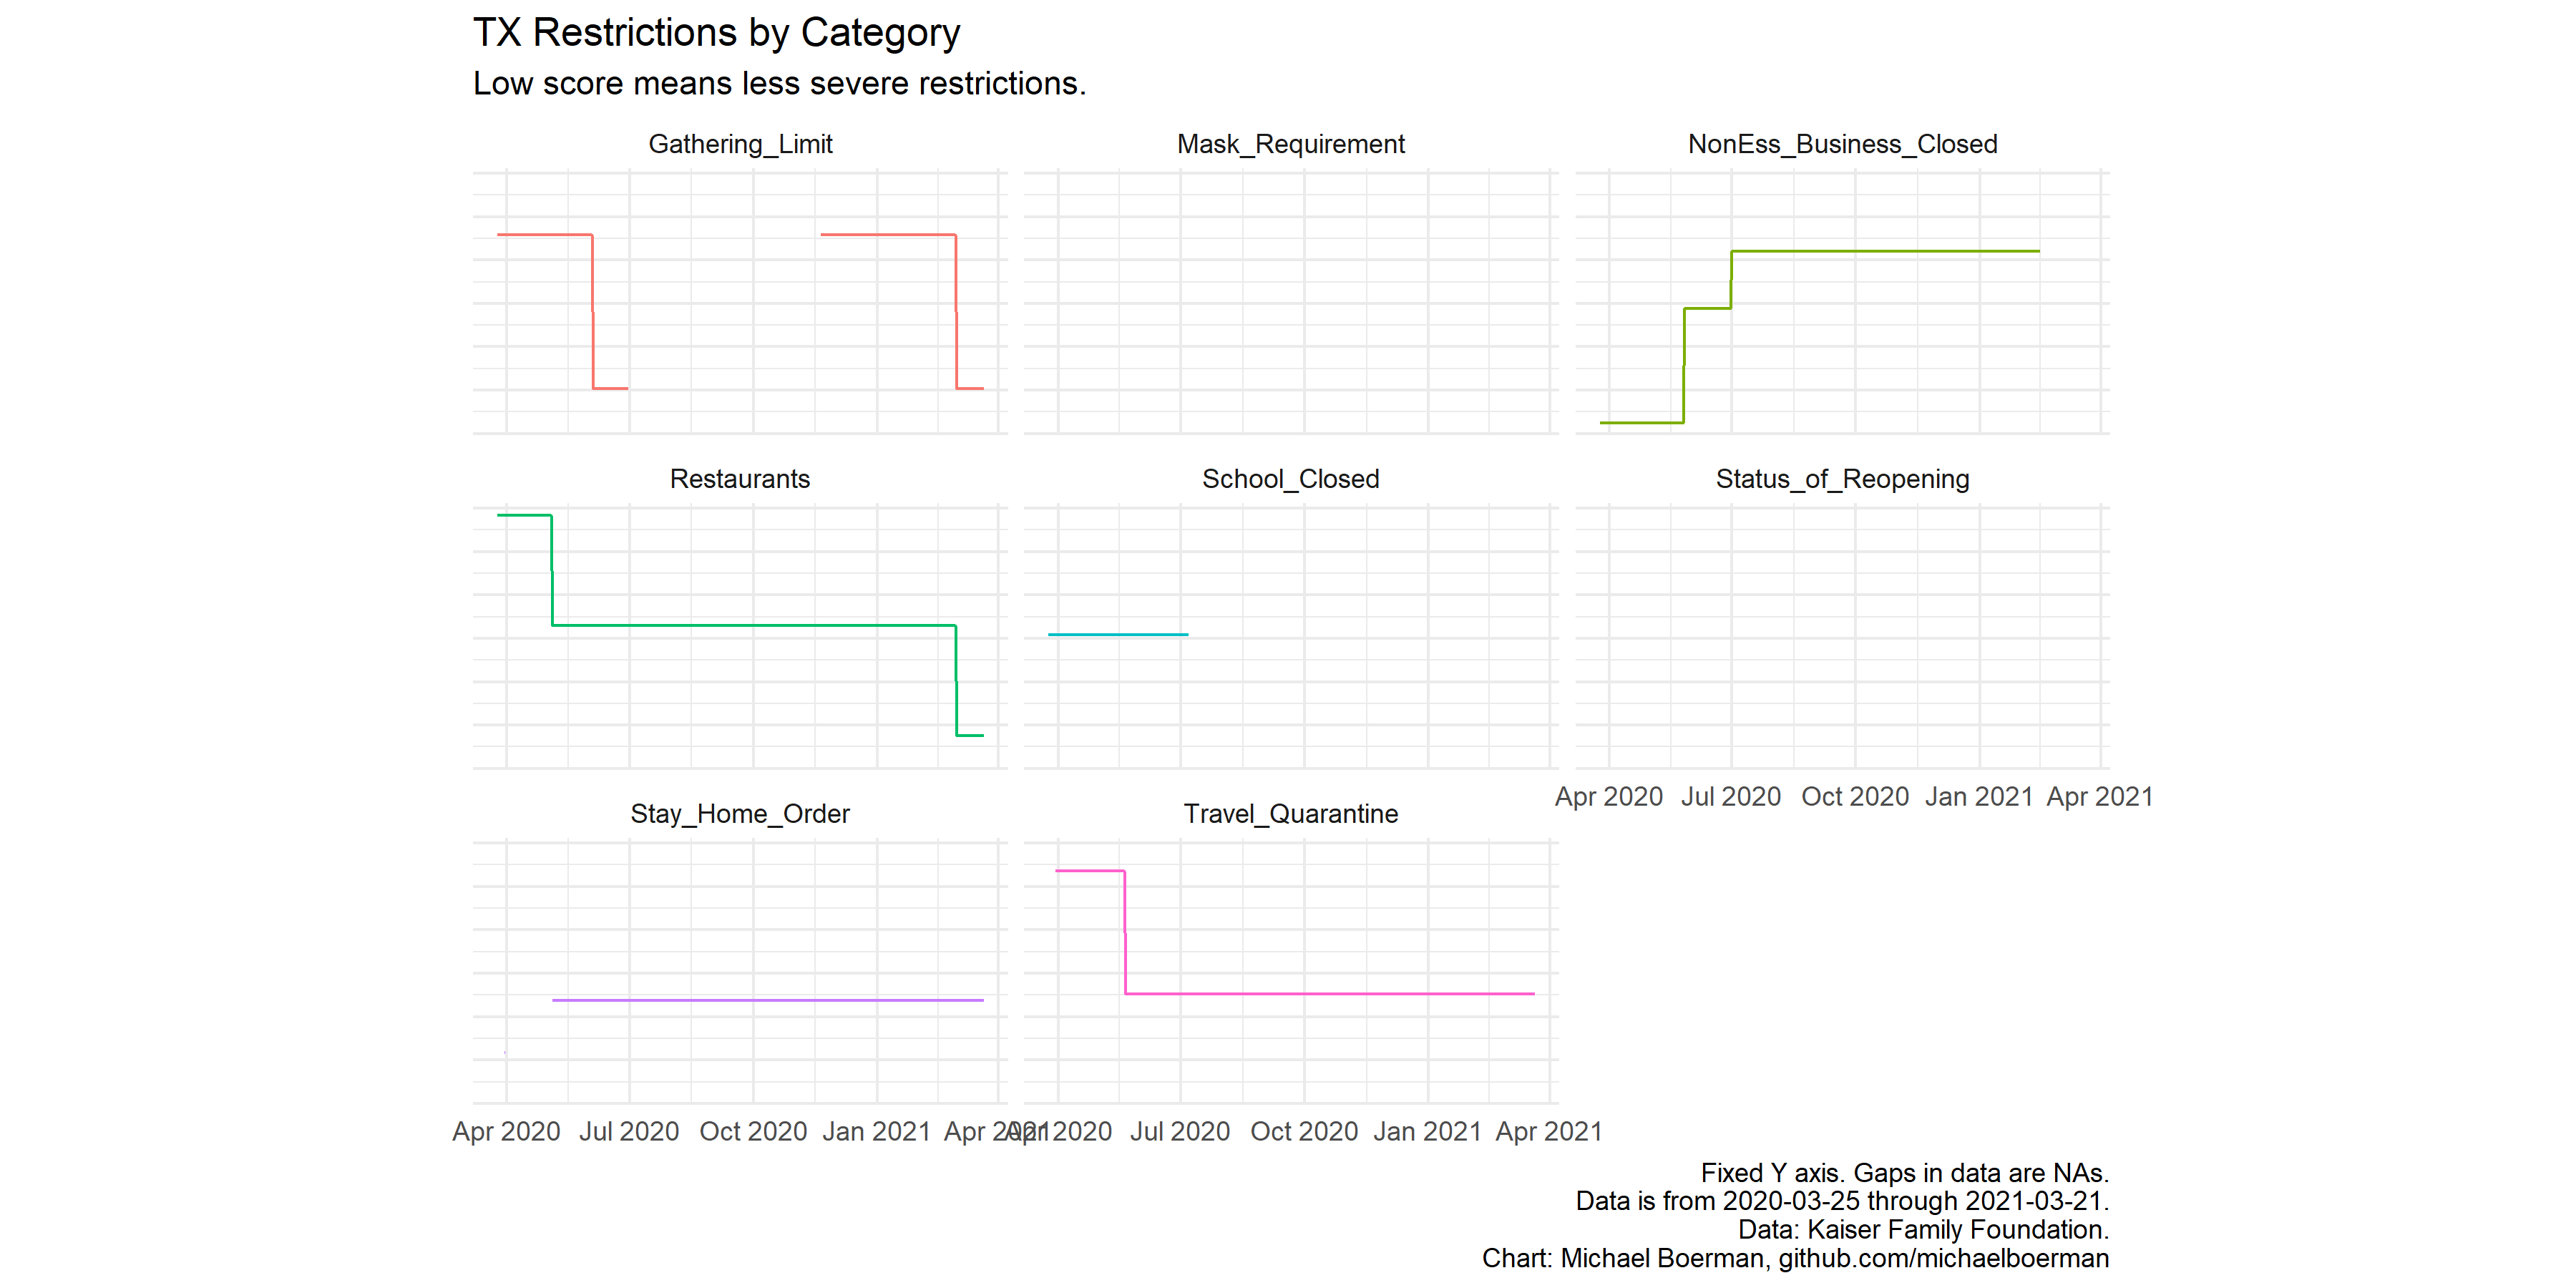 TX Restrictions by Category
Low score means less severe restrictions.
Gathering_Limit
Mask_Requirement
NonEss_Business_Closed
Restaurants
School_Closed
Status_of_Reopening
Apr 2020 Jul 2020 Oct 2020 Jan 2021 Apr 2021
Stay_Home_Order
Travel_Quarantine
Apr 2020 Jul 2020 Oct 2020 Jan 2021 Apr 2021
Apr 2020 Jul 2020 Oct 2020 Jan 2021 Apr 2021
Fixed Y axis. Gaps in data are NAs.
Data is from 2020-03-25 through 2021-03-21.
Data: Kaiser Family Foundation.
Chart: Michael Boerman, github.com/michaelboerman